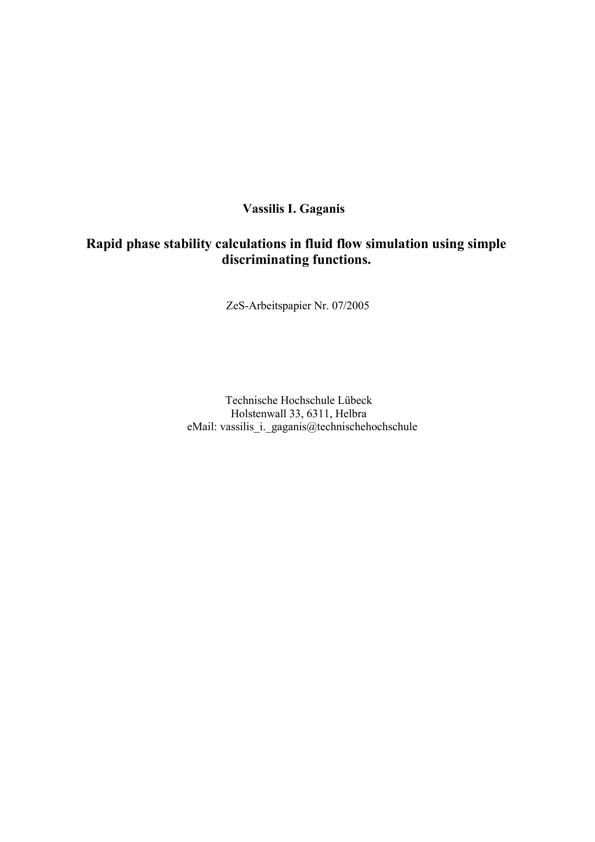 Vassilis I. Gaganis
Rapid phase stability calculations in fluid flow simulation using simple
discriminating functions.
ZeS-Arbeitspapier Nr. 07/2005
Technische Hochschule Lübeck
Holstenwall 33, 6311, Helbra
eMail: vassilis_i._gaganis@technischehochschule